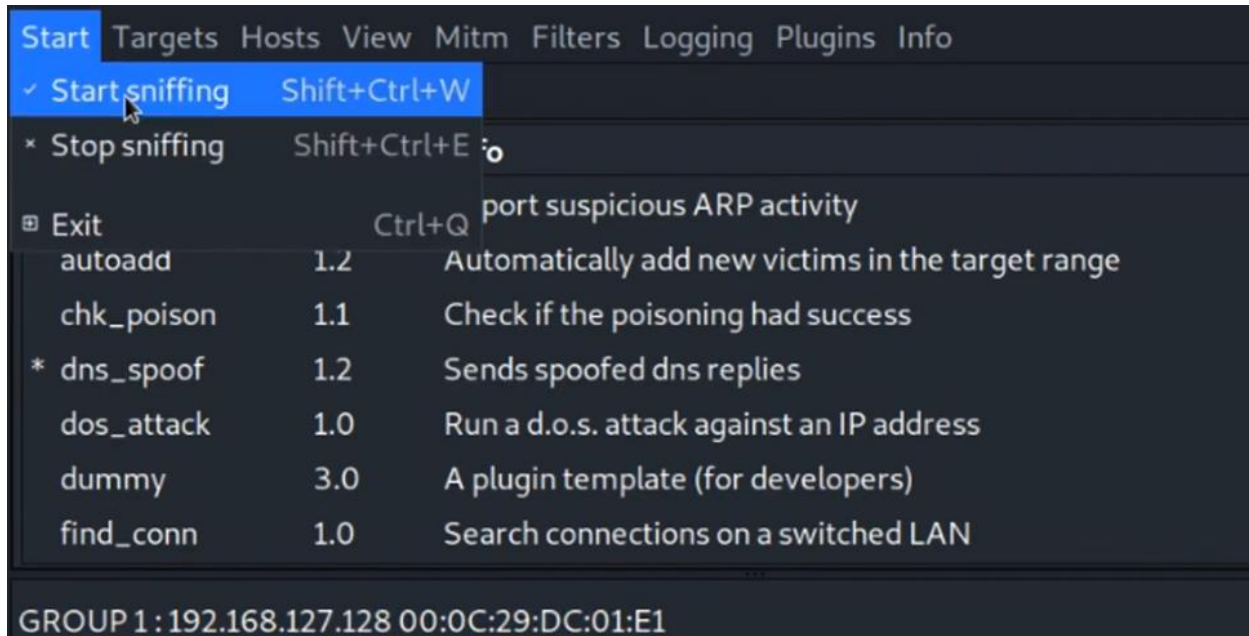 Start Targets Hosts View Mitm Filters Logging Plugins Info
Start sniffing Shift+Ctrl+W
Stop sniffing Shift+Ctrl+E
port suspicious ARP activity
Exit Ctrl+Q
autoadd 1.2 Automatically add new victims in the target range
chk_poison 1.1 Check if the poisoning had success
* dns_spoof 1.2 Sends spoofed dns replies
dos_attack 1.0 Run a d.o.s. attack against an IP address
dummy 3.0 A plugin template (for developers)
find_conn 1.0 Search connections on a switched LAN
GROUP 1 : 192.168.127.128 00:0C:29:DC:01:E1